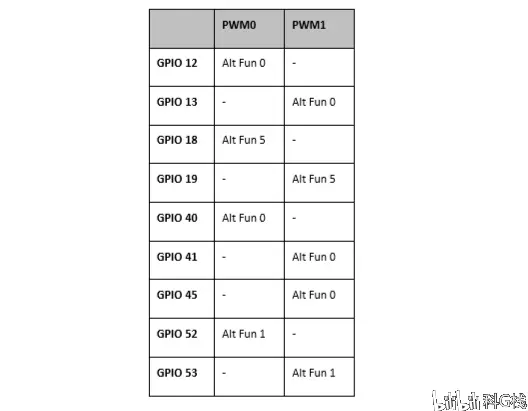 PWM0 PWM1
GPIO 12 Alt Fun 0 -
GPIO 13 - Alt Fun 0
GPIO 18 Alt Fun 5 -
GPIO 19 - Alt Fun 5
GPIO 40 Alt Fun 0 -
GPIO 41 - Alt Fun 0
GPIO 45 - Alt Fun 0
GPIO 52 Alt Fun 1 -
GPIO 53 - Alt Fun 1
科G栈